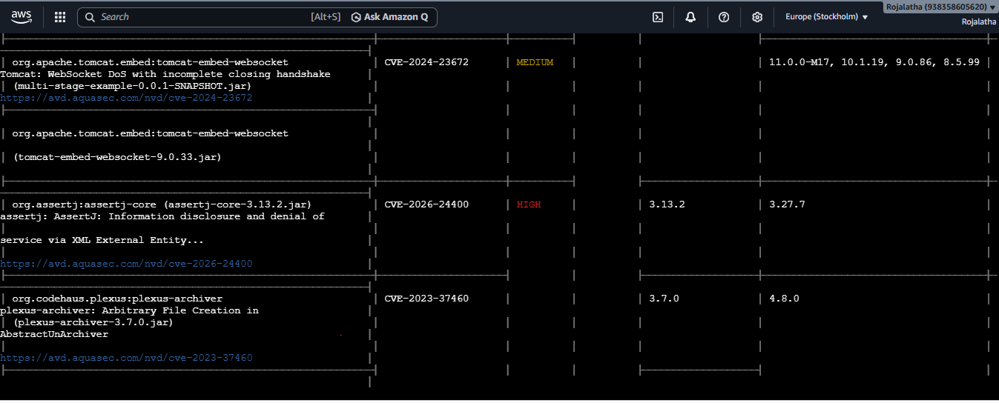 aws
Search
[Alt+S]
Ask Amazon Q
Europe (Stockholm)
Rojalatha (938358605620)
Rojalatha
org.apache.tomcat.embed:tomcat-embed-websocket CVE-2024-23672 MEDIUM 11.0.0-M17, 10.1.19, 9.0.86, 8.5.99
Tomcat: WebSocket DoS with incomplete closing handshake
(multi-stage-example-0.0.1-SNAPSHOT.jar)
https://avd.aquasec.com/nvd/cve-2024-23672
org.apache.tomcat.embed:tomcat-embed-websocket
(tomcat-embed-websocket-9.0.33.jar)
org.assertj:assertj-core (assertj-core-3.13.2.jar) CVE-2026-24400 HIGH 3.13.2 3.27.7
assertj: AssertJ: Information disclosure and denial of
service via XML External Entity...
https://avd.aquasec.com/nvd/cve-2026-24400
org.codehaus.plexus:plexus-archiver CVE-2023-37460 3.7.0 4.8.0
plexus-archiver: Arbitrary File Creation in
(plexus-archiver-3.7.0.jar)
AbstractUnArchiver
https://avd.aquasec.com/nvd/cve-2023-37460